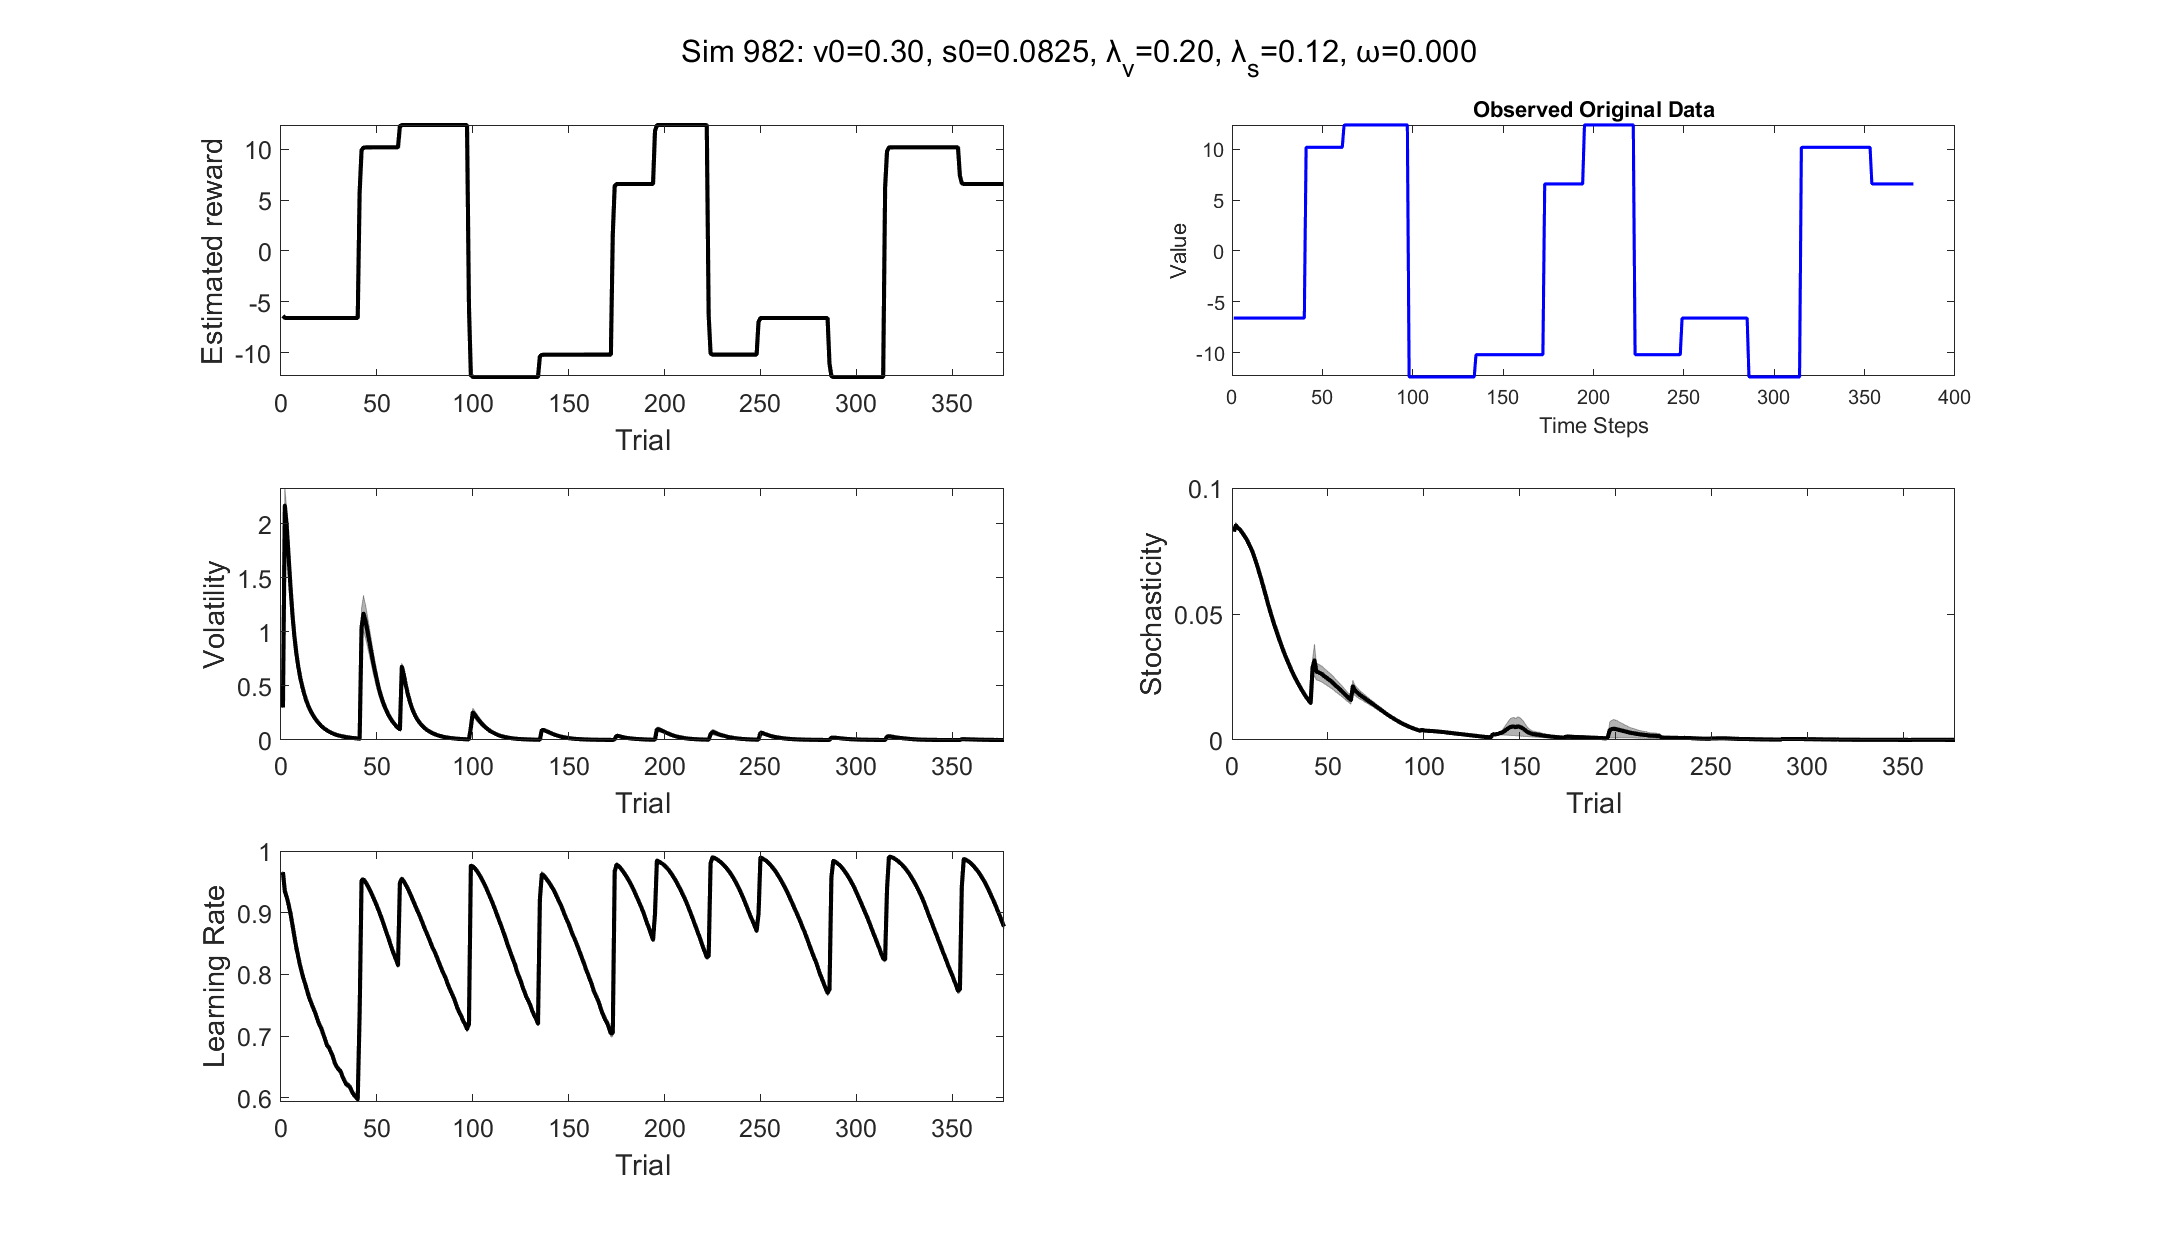 Sim 982: v0=0.30, s0=0.0825, λv=0.20, λs=0.12, ω=0.000
Estimated reward
10
5
0
-5
-10
0 50 100 150 200 250 300 350
Trial
Observed Original Data
Value
10
5
0
-5
-10
0 50 100 150 200 250 300 350 400
Time Steps
Volatility
2
1.5
1
0.5
0
0 50 100 150 200 250 300 350
Trial
Stochasticity
0.1
0.05
0
0 50 100 150 200 250 300 350
Trial
Learning Rate
1
0.9
0.8
0.7
0.6
0 50 100 150 200 250 300 350
Trial